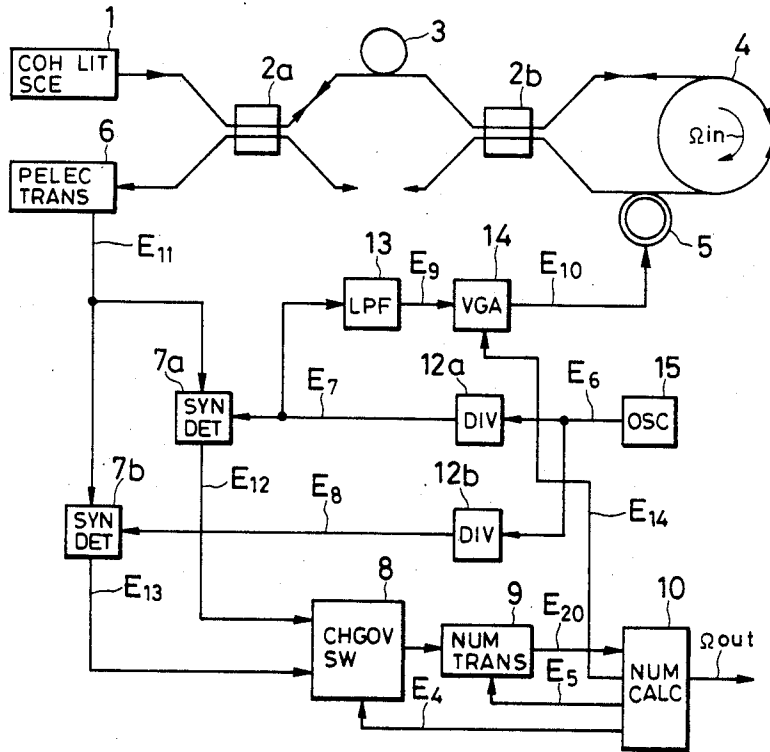 1
COH LIT
SCE
2a
3
2b
4
Ωin
6
PELEC
TRANS
5
E11
13
LPF
E9
14
VGA
E10
7a
SYN
DET
E7
12a
DIV
E6
15
OSC
7b
SYN
DET
E12
E8
12b
DIV
E14
E13
8
CHGOV
SW
9
NUM
TRANS
E20
10
NUM
CALC
Ωout
E4
E5